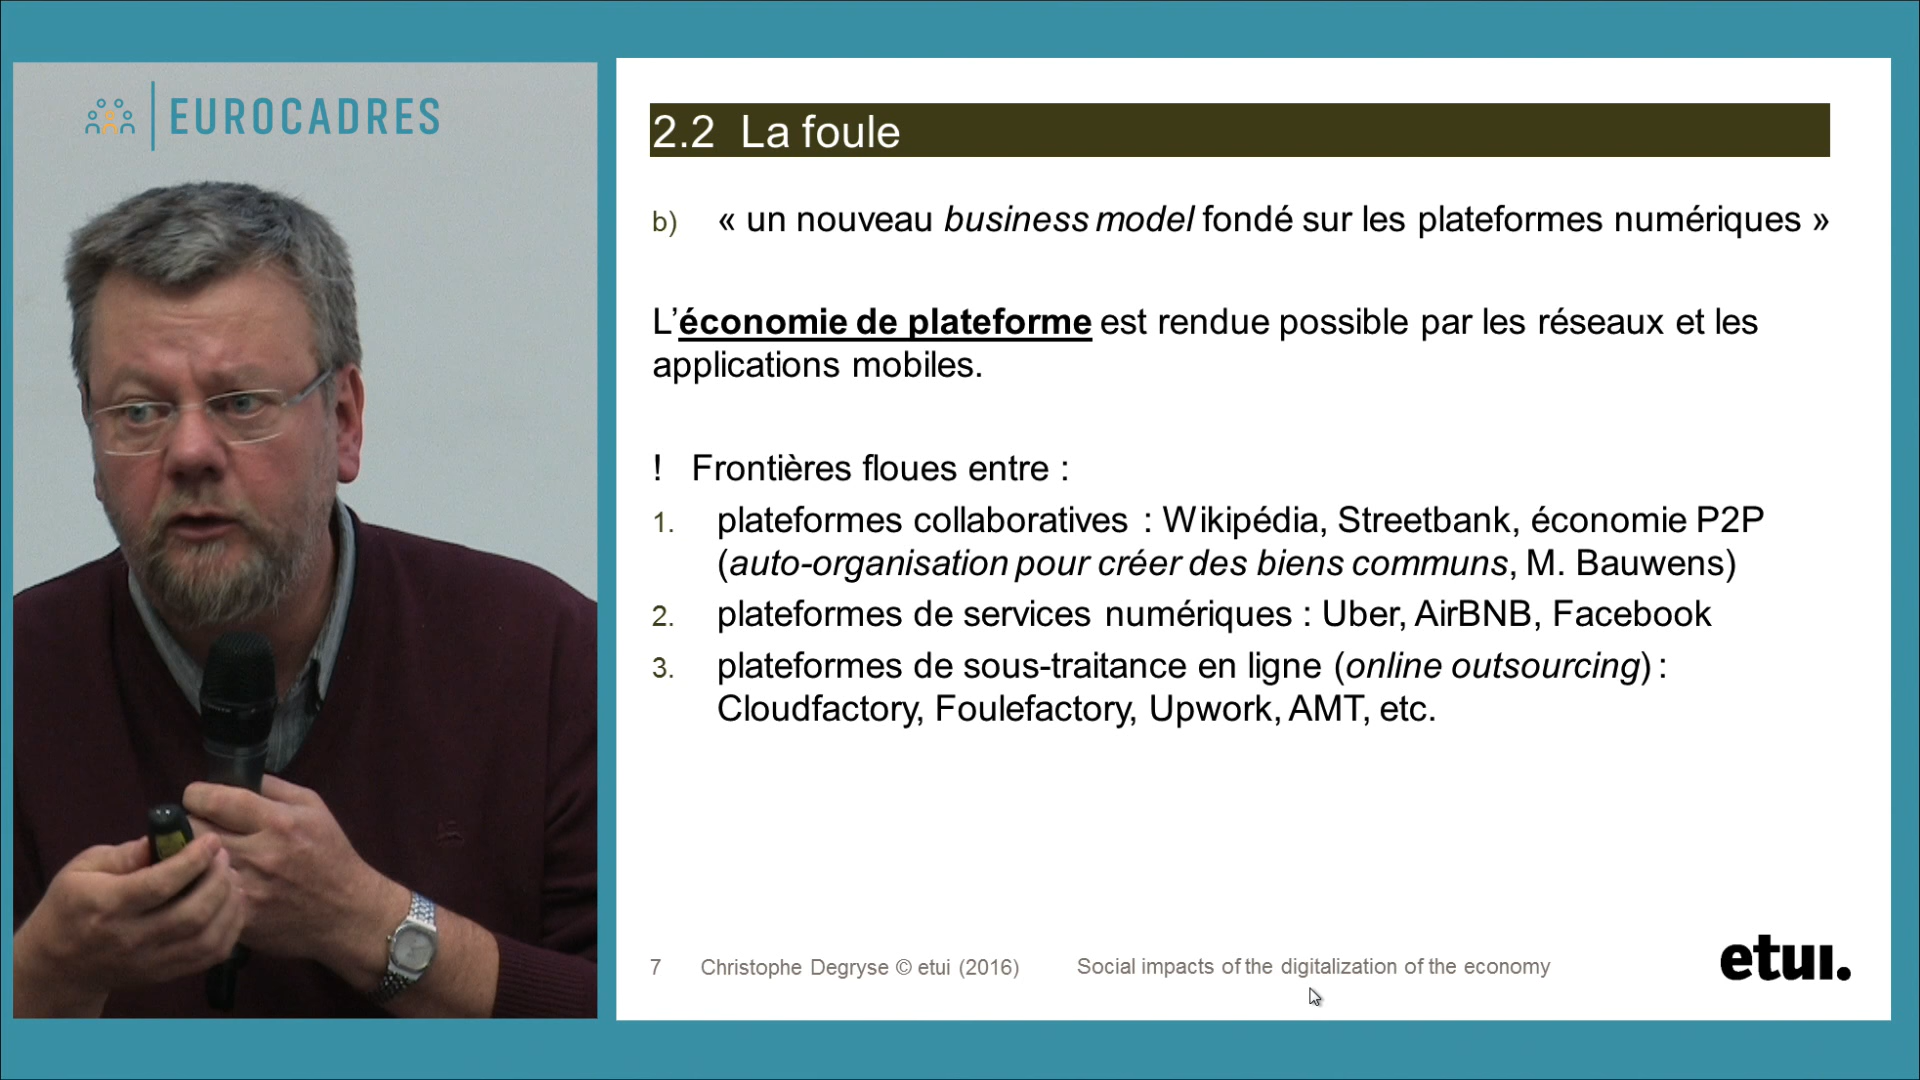 EUROCADRES
2.2 La foule
b) « un nouveau business model fondé sur les plateformes numériques »
L’économie de plateforme est rendue possible par les réseaux et les
applications mobiles.
! Frontières floues entre :
1. plateformes collaboratives : Wikipédia, Streetbank, économie P2P
(auto-organisation pour créer des biens communs, M. Bauwens)
2. plateformes de services numériques : Uber, AirBNB, Facebook
3. plateformes de sous-traitance en ligne (online outsourcing) :
Cloudfactory, Foulefactory, Upwork, AMT, etc.
7 Christophe Degryse © etui (2016) Social impacts of the digitalization of the economy
etui.